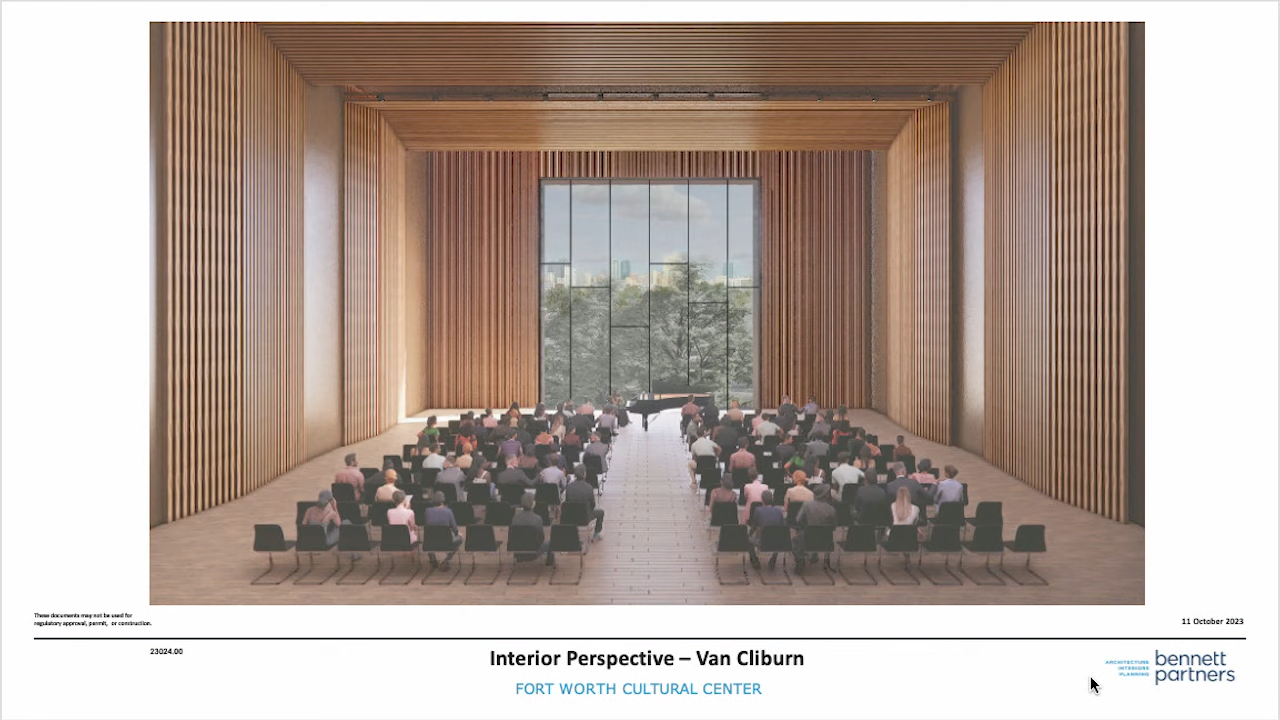 These documents may not be used for
regulatory approval, permit, or construction.
11 October 2023
23024.00
Interior Perspective – Van Cliburn
FORT WORTH CULTURAL CENTER
ARCHITECTURE
INTERIORS
PLANNING
bennett
partners